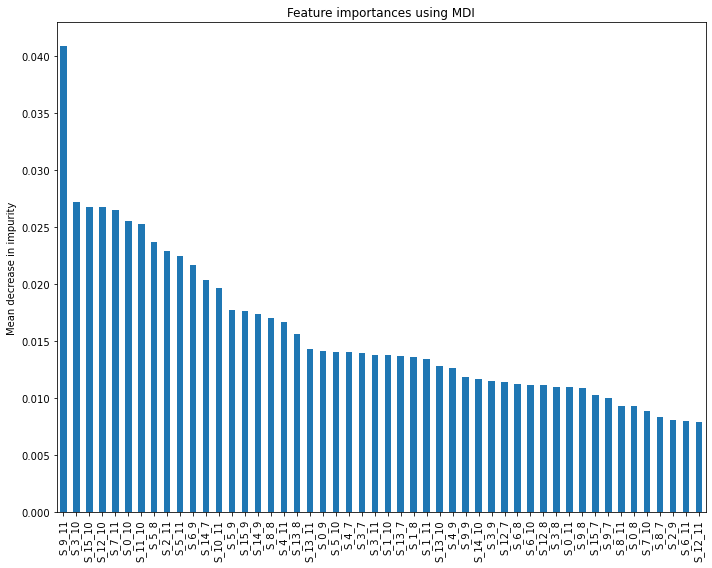 Feature importances using MDI
Mean decrease in impurity
0.040
0.035
0.030
0.025
0.020
0.015
0.010
0.005
0.000
S_9_11
S_3_10
S_15_10
S_12_10
S_7_11
S_0_10
S_11_10
S_5_8
S_2_11
S_5_11
S_6_9
S_14_7
S_10_11
S_5_9
S_15_9
S_14_9
S_8_8
S_4_11
S_13_8
S_13_11
S_0_9
S_5_10
S_4_7
S_3_7
S_3_11
S_1_10
S_13_7
S_1_8
S_1_11
S_13_10
S_4_9
S_9_9
S_14_10
S_3_9
S_12_7
S_6_8
S_6_10
S_12_8
S_3_8
S_0_11
S_9_8
S_15_7
S_9_7
S_8_11
S_0_8
S_7_10
S_8_7
S_2_9
S_6_11
S_12_11